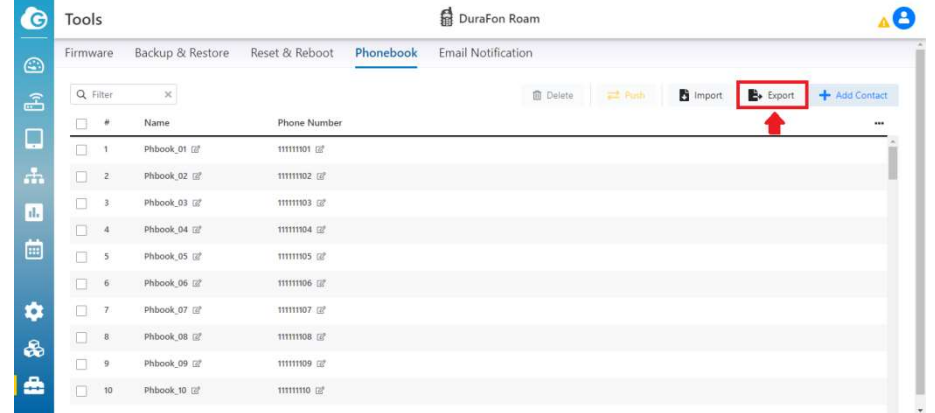 Tools
DuraFon Roam
Firmware Backup & Restore Reset & Reboot Phonebook Email Notification
Filter Delete Push Import Export Add Contact
# Name Phone Number
1 Phbook_01 111111101
2 Phbook_02 111111102
3 Phbook_03 111111103
4 Phbook_04 111111104
5 Phbook_05 111111105
6 Phbook_06 111111106
7 Phbook_07 111111107
8 Phbook_08 111111108
9 Phbook_09 111111109
10 Phbook_10 111111110